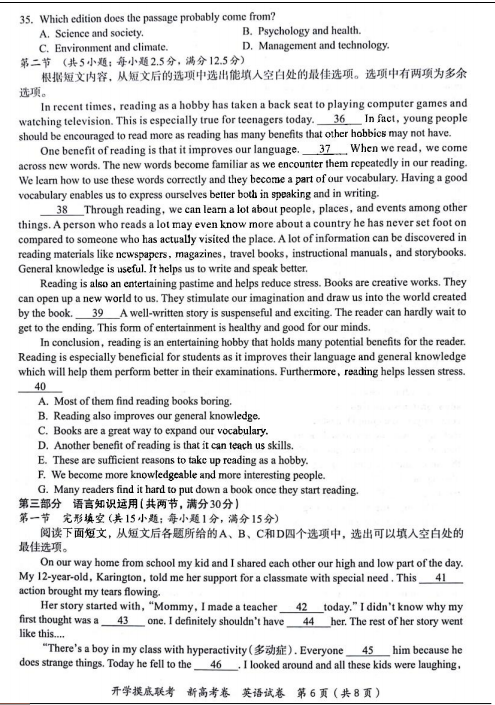 35. Which edition does the passage probably come from?
A. Science and society. B. Psychology and health.
C. Environment and climate. D. Management and technology.
第二节 (共5小题;每小题2.5分,满分12.5分)
根据短文内容,从短文后的选项中选出能填入空白处的最佳选项。选项中有两项为多余
选项。
In recent times, reading as a hobby has taken a back seat to playing computer games and
watching television. This is especially true for teenagers today. 36 In fact, young people
should be encouraged to read more as reading has many benefits that other hobbies may not have.
One benefit of reading is that it improves our language. 37 When we read, we come
across new words. The new words become familiar as we encounter them repeatedly in our reading.
We learn how to use these words correctly and they become a part of our vocabulary. Having a good
vocabulary enables us to express ourselves better both in speaking and in writing.
38 Through reading, we can learn a lot about people, places, and events among other
things. A person who reads a lot may even know more about a country he has never set foot on
compared to someone who has actually visited the place. A lot of information can be discovered in
reading materials like newspapers, magazines, travel books, instructional manuals, and storybooks.
General knowledge is useful. It helps us to write and speak better.
Reading is also an entertaining pastime and helps reduce stress. Books are creative works. They
can open up a new world to us. They stimulate our imagination and draw us into the world created
by the book. 39 A well-written story is suspenseful and exciting. The reader can hardly wait to
get to the ending. This form of entertainment is healthy and good for our minds.
In conclusion, reading is an entertaining hobby that holds many potential benefits for the reader.
Reading is especially beneficial for students as it improves their language and general knowledge
which will help them perform better in their examinations. Furthermore, reading helps lessen stress.
40
A. Most of them find reading books boring.
B. Reading also improves our general knowledge.
C. Books are a great way to expand our vocabulary.
D. Another benefit of reading is that it can teach us skills.
E. These are sufficient reasons to take up reading as a hobby.
F. We become more knowledgeable and more interesting people.
G. Many readers find it hard to put down a book once they start reading.
第三部分 语言知识运用(共两节,满分30分)
第一节 完形填空(共15小题;每小题1分,满分15分)
阅读下面短文,从短文后各题所给的A、B、C和D四个选项中,选出可以填入空白处的
最佳选项。
On our way home from school my kid and I shared each other our high and low part of the day.
My 12-year-old, Karington, told me her support for a classmate with special need . This 41
action brought my tears flowing.
Her story started with, "Mommy, I made a teacher 42 today." I didn't know why my
first thought was a 43 one. I definitely shouldn't have 44 her. The rest of her story went
like this....
"There's a boy in my class with hyperactivity (多动症). Everyone 45 him because he
does strange things. Today he fell to the 46 . I looked around and all these kids were laughing,
开学摸底联考 新高考卷 英语试卷 第6页(共8页)